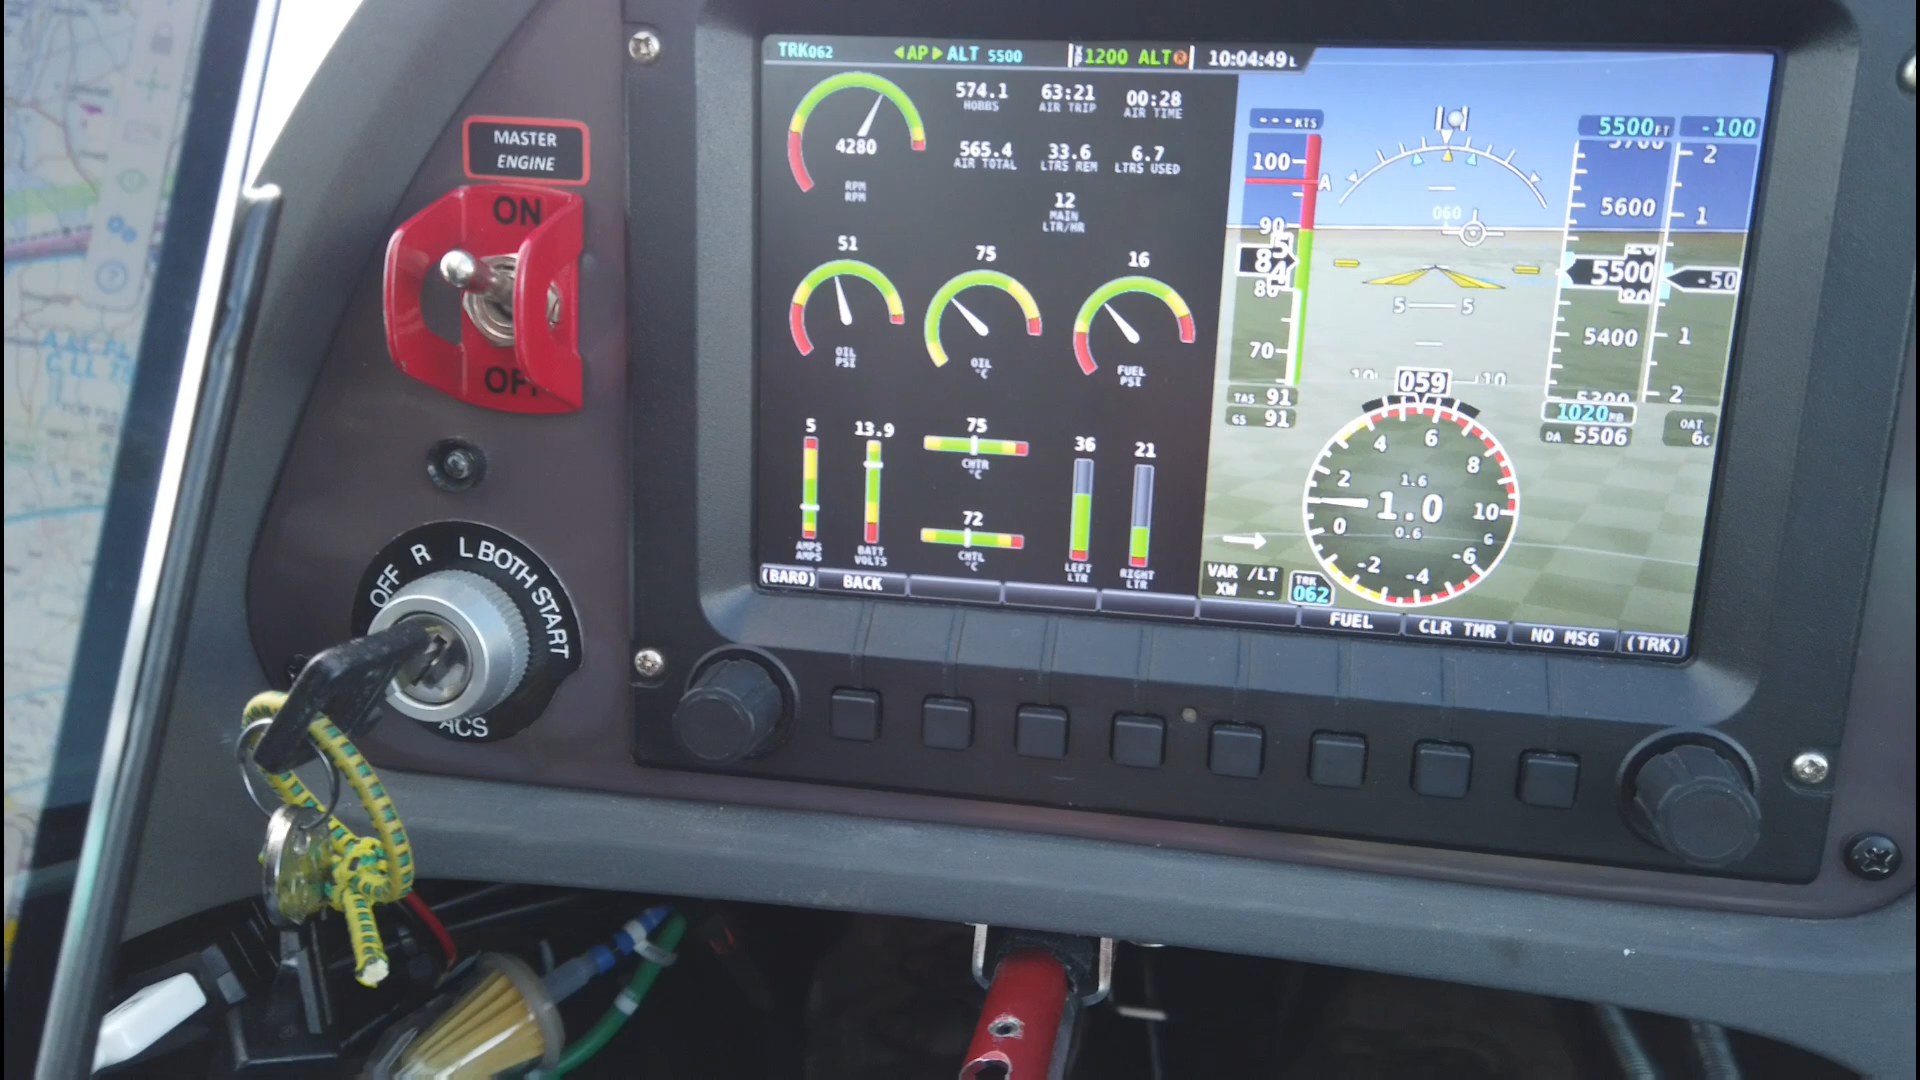 MASTER
ENGINE
ON
OFF
OFF R L BOTH START
ACS
TRK062 AP ALT 5500 1200 ALT R 10:04:49L
574.1 63:21 00:28
HOBBS AIR TRIP AIR TIME
4280
RPM
RPM
565.4 33.6 6.7
AIR TOTAL LTRS REM LTRS USED
12
MAIN
LTR/HR
51 75 16
OIL
PSI
OIL
°C
FUEL
PSI
5 13.9 75 36 21
CHTR
°C
72
CHTL
°C
AMPS
AMPS
BATT
VOLTS
LEFT
LTR
RIGHT
LTR
---KTS
100
A
90
80
70
TAS 91
GS 91
060
5 5
10 10
059
5500FT -100
5700 2
5600 1
5500 -50
5400 1
5300 2
1020MB
DA 5506
OAT
6C
4 6 8
2 1.6
1.0 10
0 0.6 6
-2 -4 -6
VAR /LT
XW --
TRK
062
(BARO) BACK FUEL CLR TMR NO MSG (TRK)